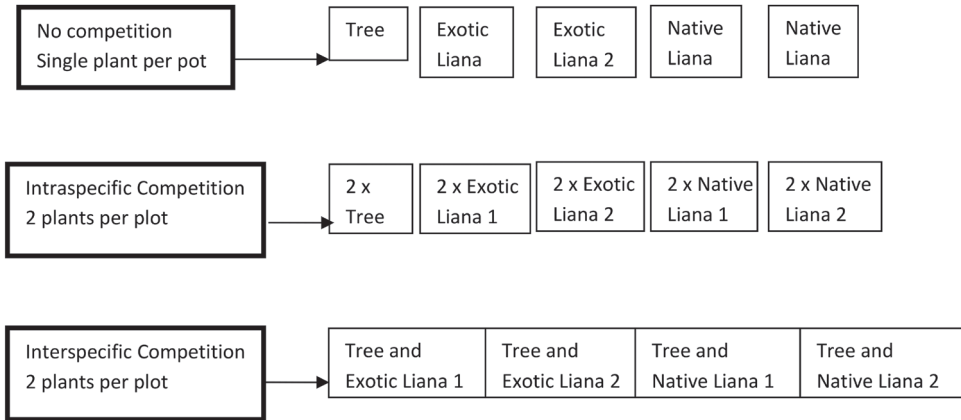 No competition
Single plant per pot
Tree
Exotic
Liana
Exotic
Liana 2
Native
Liana
Native
Liana
Intraspecific Competition
2 plants per plot
2 x
Tree
2 x Exotic
Liana 1
2 x Exotic
Liana 2
2 x Native
Liana 1
2 x Native
Liana 2
Interspecific Competition
2 plants per plot
Tree and
Exotic Liana 1
Tree and
Exotic Liana 2
Tree and
Native Liana 1
Tree and
Native Liana 2